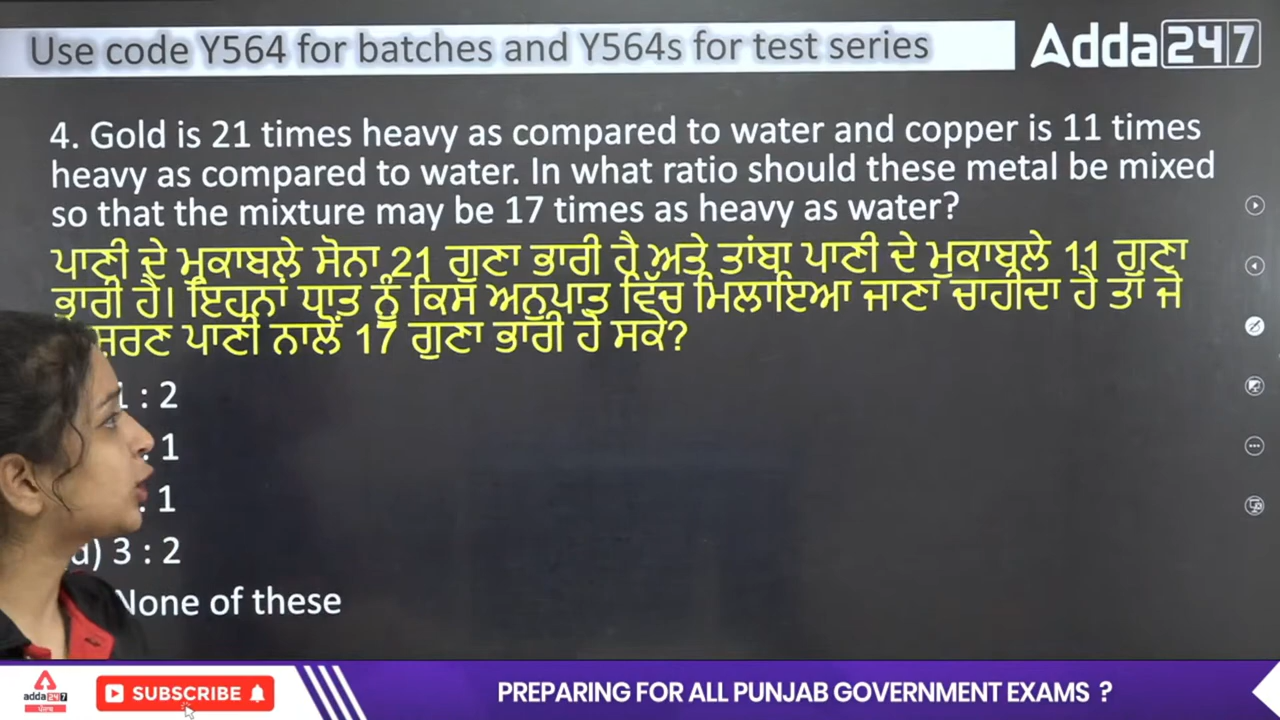 Use code Y564 for batches and Y564s for test series
Adda247
4. Gold is 21 times heavy as compared to water and copper is 11 times
heavy as compared to water. In what ratio should these metal be mixed
so that the mixture may be 17 times as heavy as water?
ਪਾਣੀ ਦੇ ਮੁਕਾਬਲੇ ਸੋਨਾ 21 ਗੁਣਾ ਭਾਰੀ ਹੈ ਅਤੇ ਤਾਂਬਾ ਪਾਣੀ ਦੇ ਮੁਕਾਬਲੇ 11 ਗੁਣਾ
ਭਾਰੀ ਹੈ। ਇਹਨਾਂ ਧਾਤੂ ਨੂੰ ਕਿਸ ਅਨੁਪਾਤ ਵਿੱਚ ਮਿਲਾਇਆ ਜਾਣਾ ਚਾਹੀਦਾ ਹੈ ਤਾਂ ਜੋ
ਪਾਣੀ ਨਾਲੋਂ 17 ਗੁਣਾ ਭਾਰੀ ਹੋ ਸਕੇ?
1 : 2
: 1
: 1
d) 3 : 2
None of these
adda247
ਪੰਜਾਬ
SUBSCRIBE
PREPARING FOR ALL PUNJAB GOVERNMENT EXAMS ?